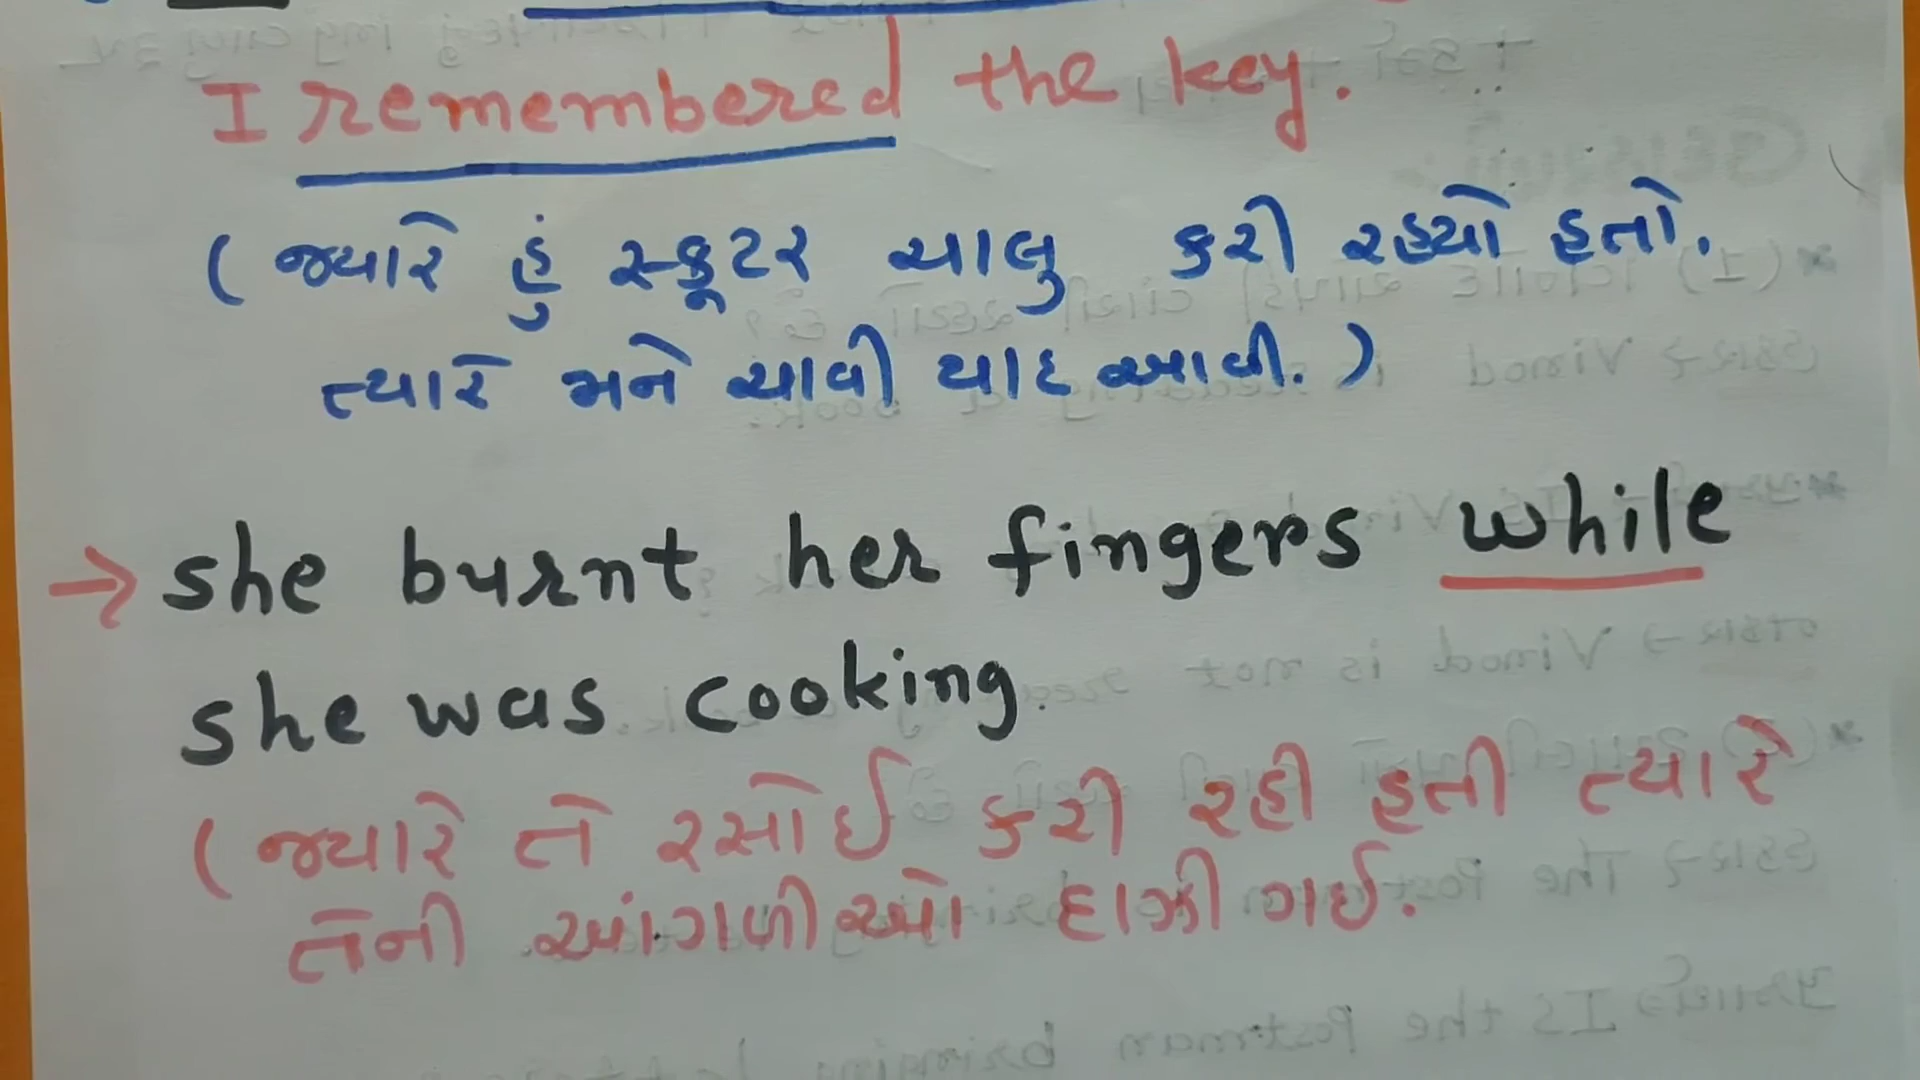 I remembered the key.
( જ્યારે હું સ્કૂટર ચાલુ કરી રહયો હતો.
ત્યારે મને ચાવી યાદ આવી. )
→ she burnt her fingers while
she was cooking.
( જ્યારે તે રસોઈ કરી રહી હતી ત્યારે
તેની આંગળીઓ દાઝી ગઈ.